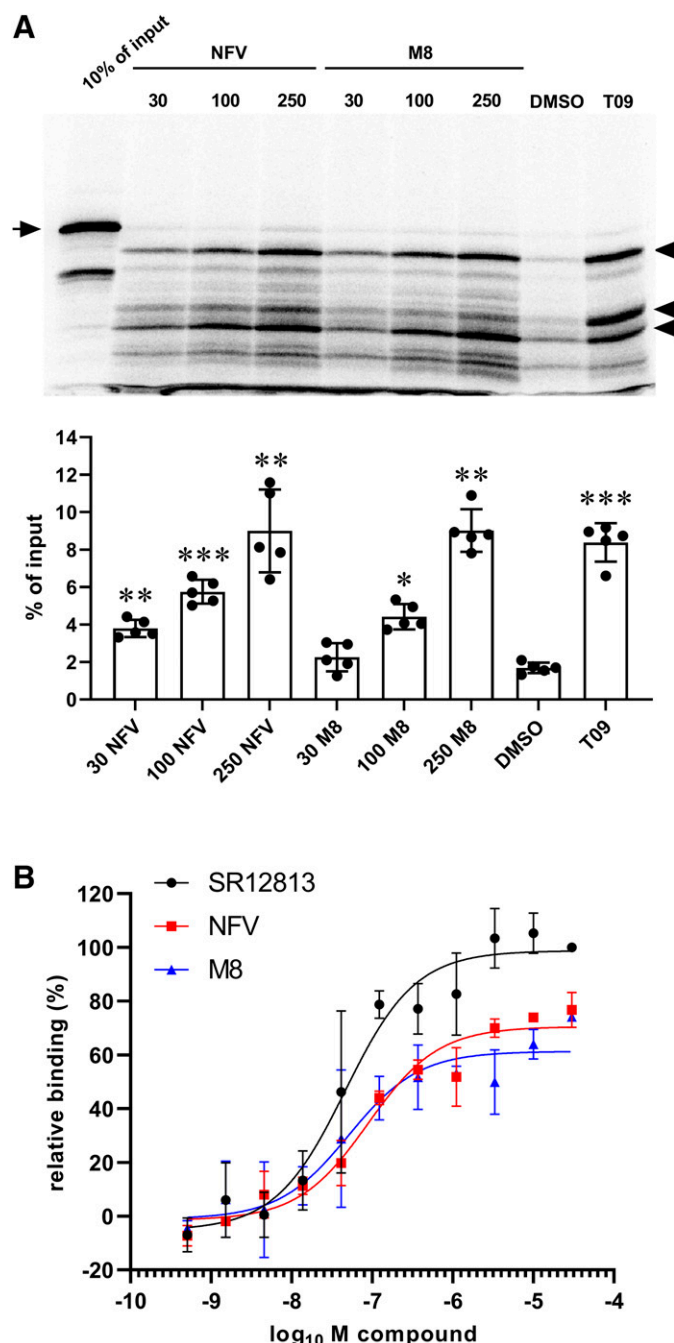 A
10% of input
NFV
M8
30 100 250 30 100 250 DMSO T09
14
12
10
8
6
4
2
0
% of input
** *** ** * ** ***
30 NFV
100 NFV
250 NFV
30 M8
100 M8
250 M8
DMSO
T09
B
SR12813
NFV
M8
120
100
80
60
40
20
0
-20
relative binding (%)
-10 -9 -8 -7 -6 -5 -4
log10 M compound